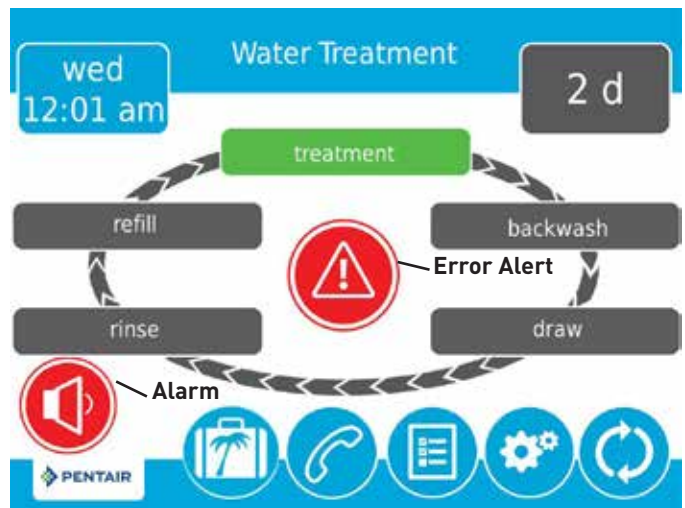 wed
12:01 am
Water Treatment
2 d
treatment
refill
backwash
Error Alert
rinse
draw
Alarm
PENTAIR